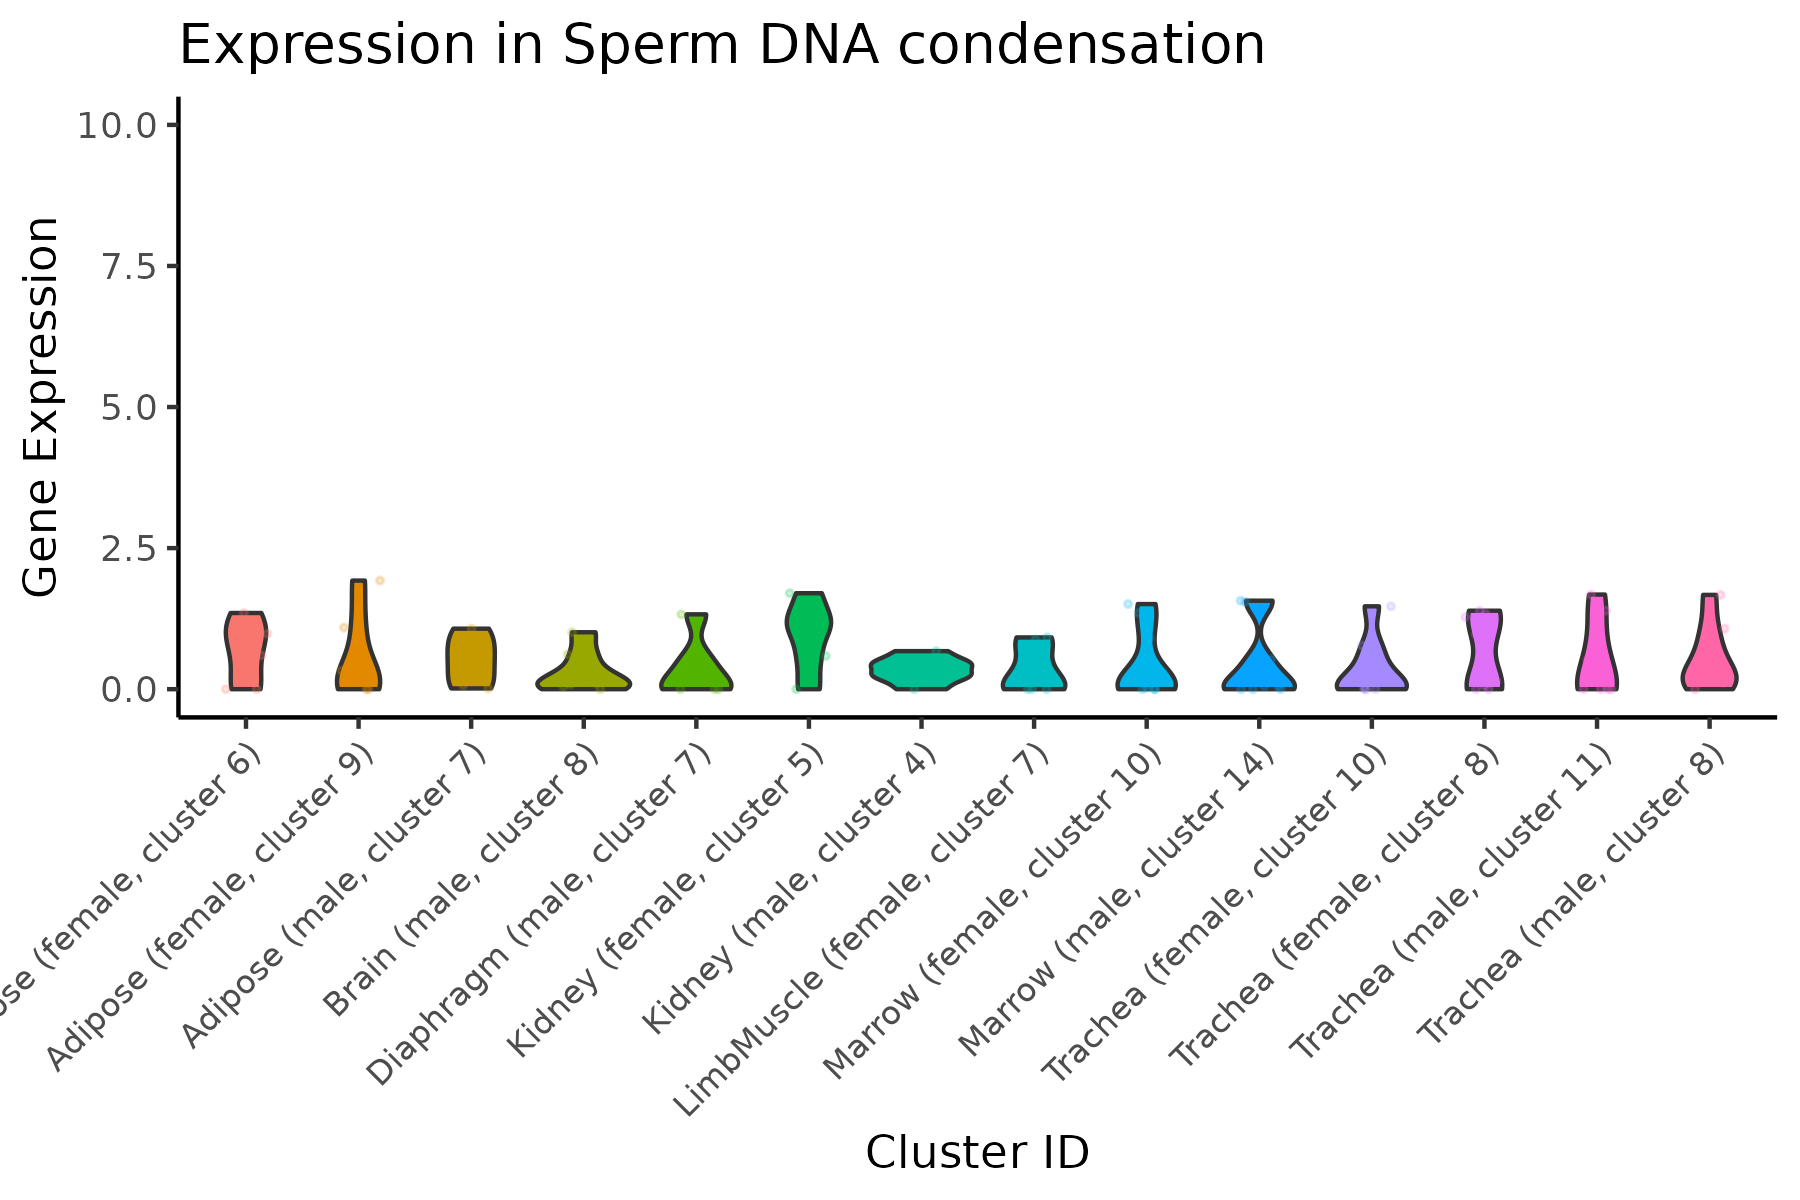 Expression in Sperm DNA condensation
Gene Expression
10.0
7.5
5.0
2.5
0.0
ose (female, cluster 6)
Adipose (female, cluster 9)
Adipose (male, cluster 7)
Brain (male, cluster 8)
Diaphragm (male, cluster 7)
Kidney (female, cluster 5)
Kidney (male, cluster 4)
LimbMuscle (female, cluster 7)
Marrow (female, cluster 10)
Marrow (male, cluster 14)
Trachea (female, cluster 10)
Trachea (female, cluster 8)
Trachea (male, cluster 11)
Trachea (male, cluster 8)
Cluster ID